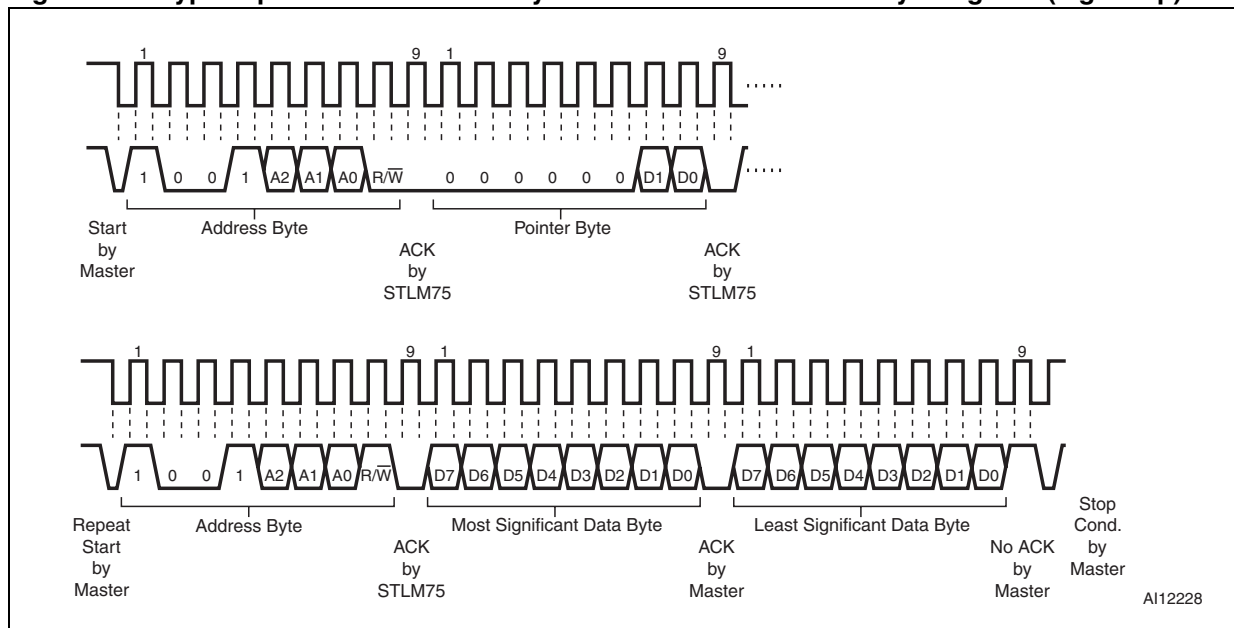 1 9 1 9
1 0 0 1 A2 A1 A0 R/W 0 0 0 0 0 0 D1 D0
Start
by
Master
Address Byte
ACK
by
STLM75
Pointer Byte
ACK
by
STLM75
1 9 1 9 1 9
1 0 0 1 A2 A1 A0 R/W D7 D6 D5 D4 D3 D2 D1 D0 D7 D6 D5 D4 D3 D2 D1 D0
Repeat
Start
by
Master
Address Byte
ACK
by
STLM75
Most Significant Data Byte
ACK
by
Master
Least Significant Data Byte
No ACK
by
Master
Stop
Cond.
by
Master
AI12228